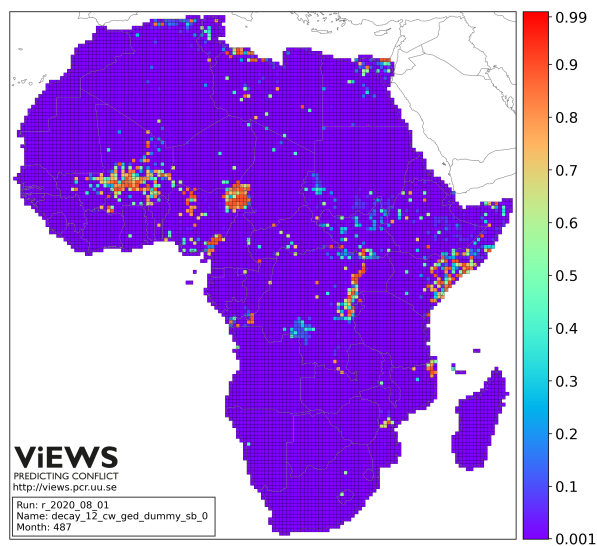 0.99
0.9
0.8
0.7
0.6
0.5
0.4
0.3
0.2
0.1
0.001
ViEWS
PREDICTING CONFLICT
http://views.pcr.uu.se
Run: r_2020_08_01
Name: decay_12_cw_ged_dummy_sb_0
Month: 487